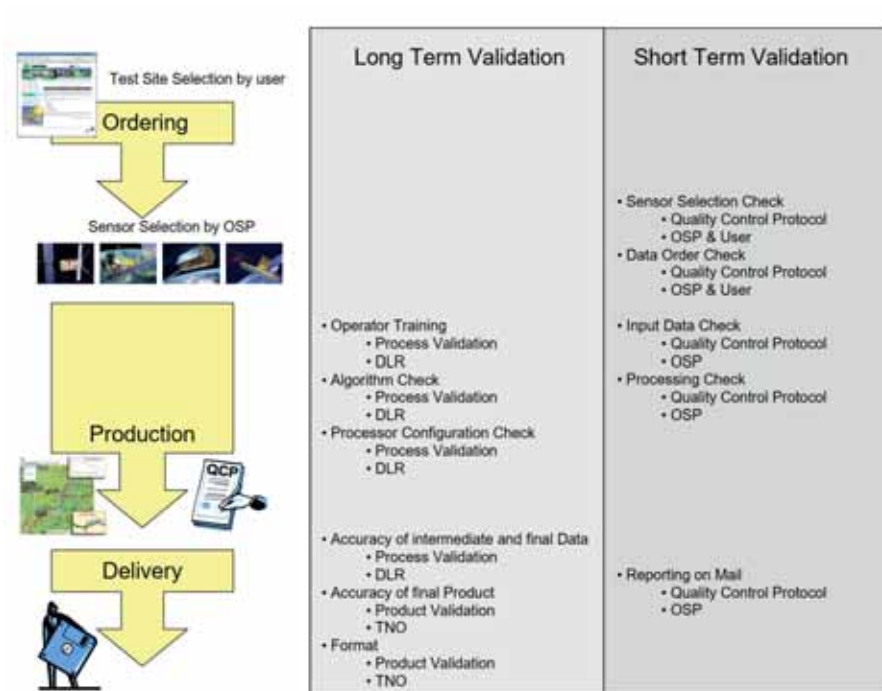 Test Site Selection by user
Ordering
Sensor Selection by OSP
Production
QCP
Delivery
Long Term Validation
• Operator Training
• Process Validation
• DLR
• Algorithm Check
• Process Validation
• DLR
• Processor Configuration Check
• Process Validation
• DLR
• Accuracy of intermediate and final Data
• Process Validation
• DLR
• Accuracy of final Product
• Product Validation
• TNO
• Format
• Product Validation
• TNO
Short Term Validation
• Sensor Selection Check
• Quality Control Protocol
• OSP & User
• Data Order Check
• Quality Control Protocol
• OSP & User
• Input Data Check
• Quality Control Protocol
• OSP
• Processing Check
• Quality Control Protocol
• OSP
• Reporting on Mail
• Quality Control Protocol
• OSP